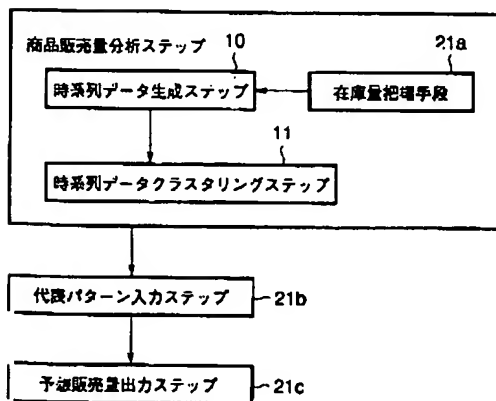 商品販売量分析ステップ
10
21a
時系列データ生成ステップ
在庫量把握手段
11
時系列データクラスタリングステップ
代表パターン入力ステップ
21b
予想販売量出力ステップ
21c